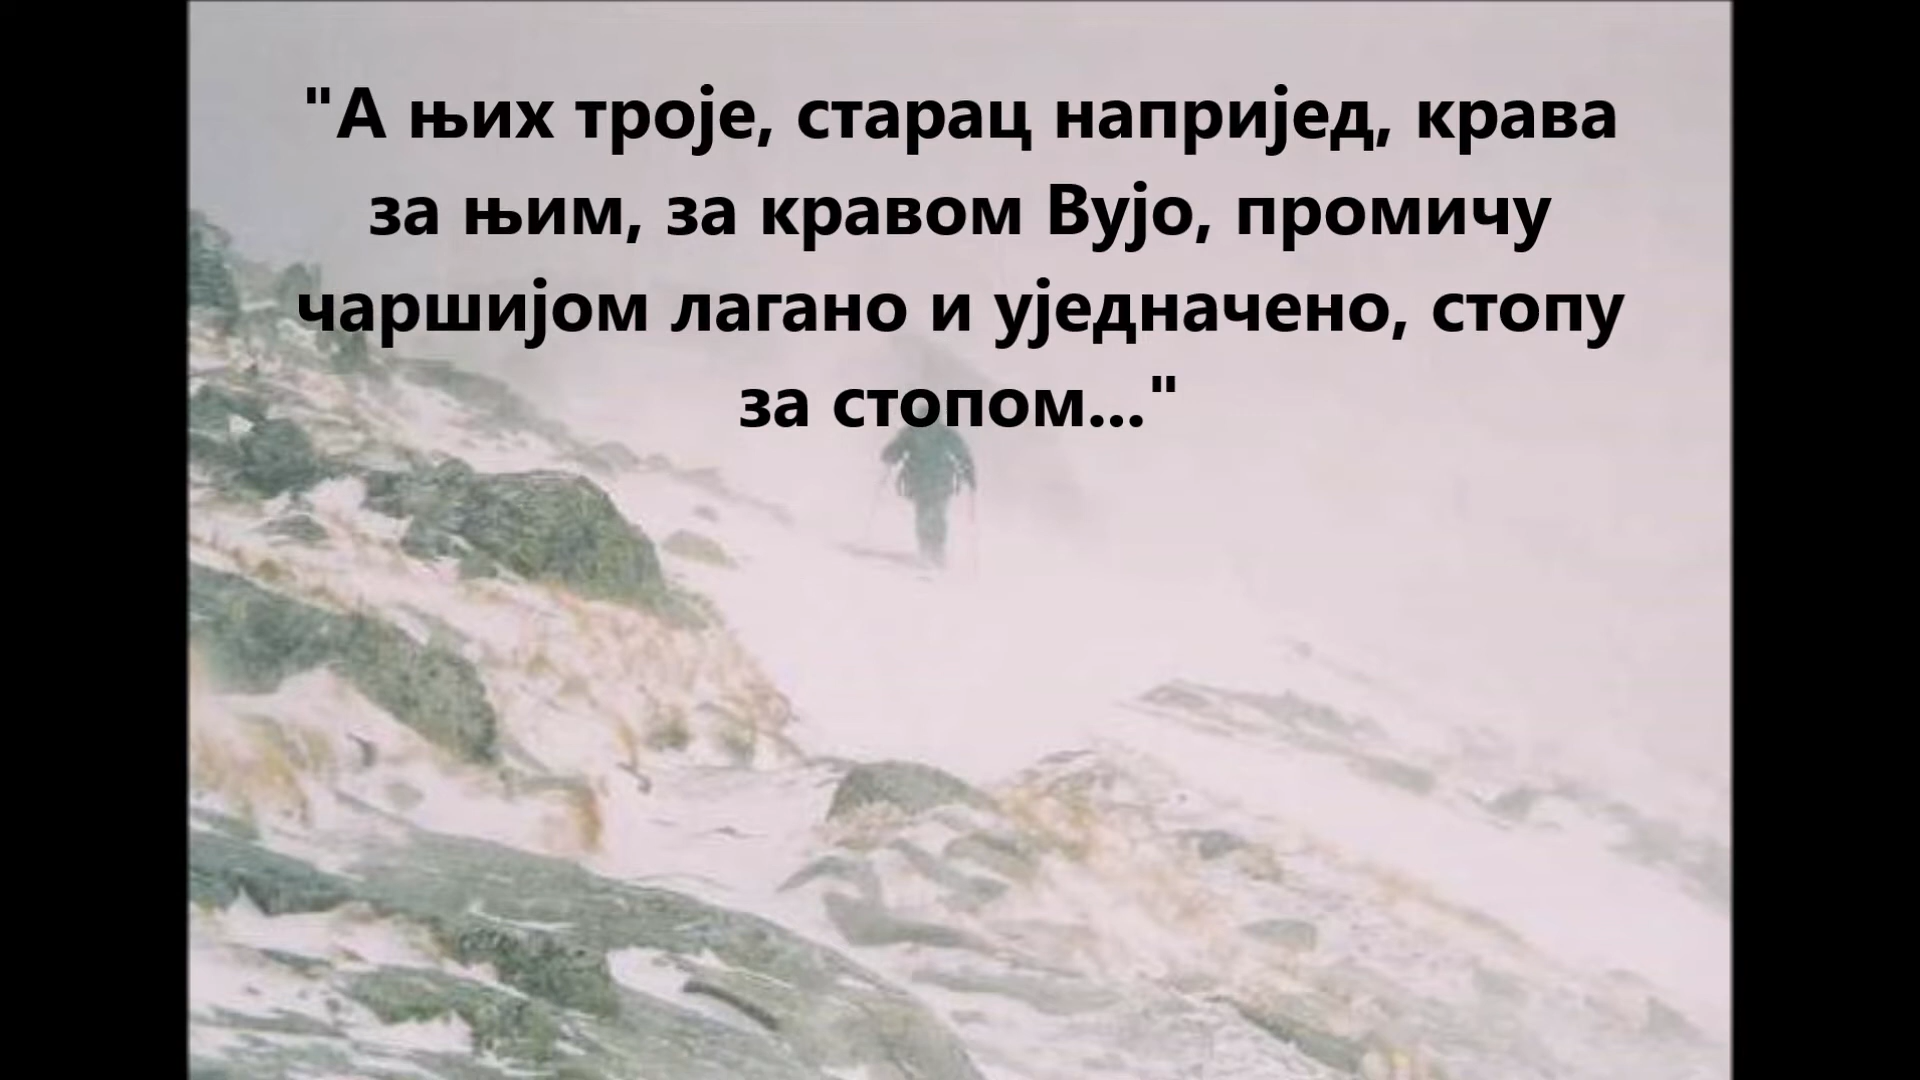 "А њих троје, старац напријед, крава
за њим, за кравом Вујо, промичу
чаршијом лагано и уједначено, стопу
за стопом..."